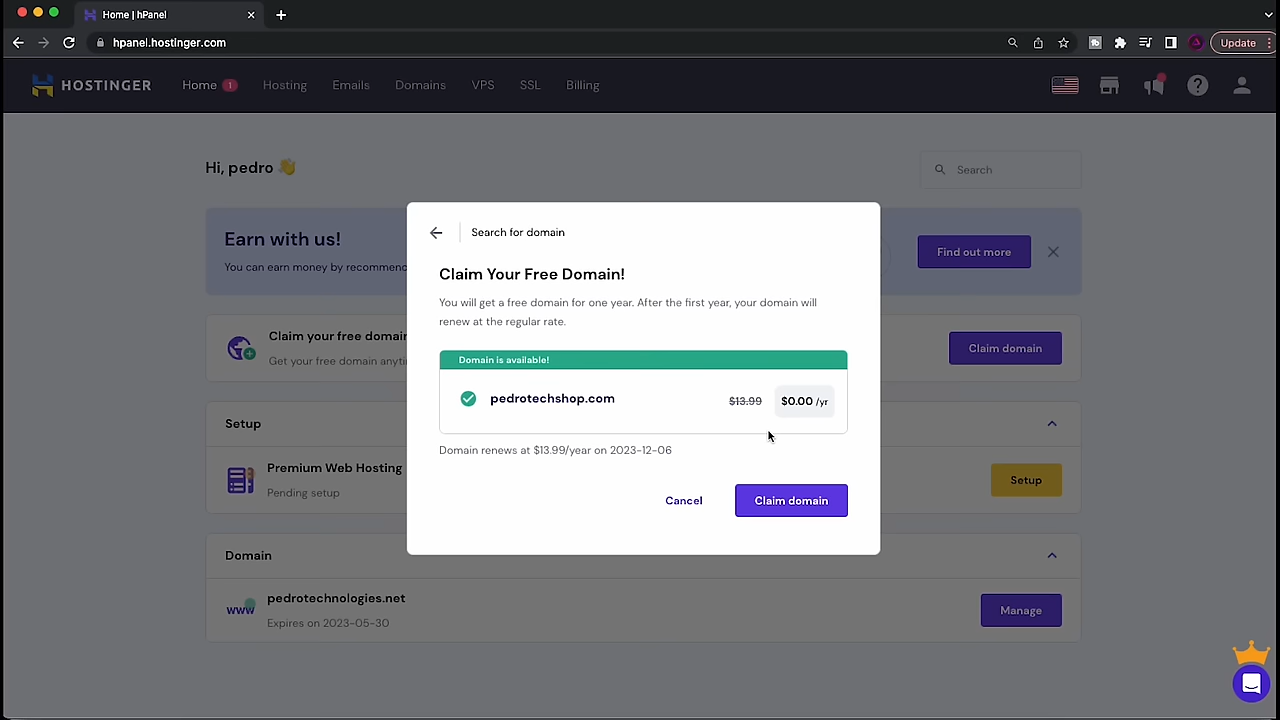 Home | hPanel
hpanel.hostinger.com
Update
HOSTINGER
Home 1
Hosting
Emails
Domains
VPS
SSL
Billing
Hi, pedro 👋
Search
Earn with us!
You can earn money by recommenc
Find out more
Claim your free domain
Get your free domain anyti
Claim domain
Setup
Premium Web Hosting
Pending setup
Setup
Domain
www
pedrotechnologies.net
Expires on 2023-05-30
Manage
Search for domain
Claim Your Free Domain!
You will get a free domain for one year. After the first year, your domain will
renew at the regular rate.
Domain is available!
pedrotechshop.com
$13.99
$0.00 /yr
Domain renews at $13.99/year on 2023-12-06
Cancel
Claim domain